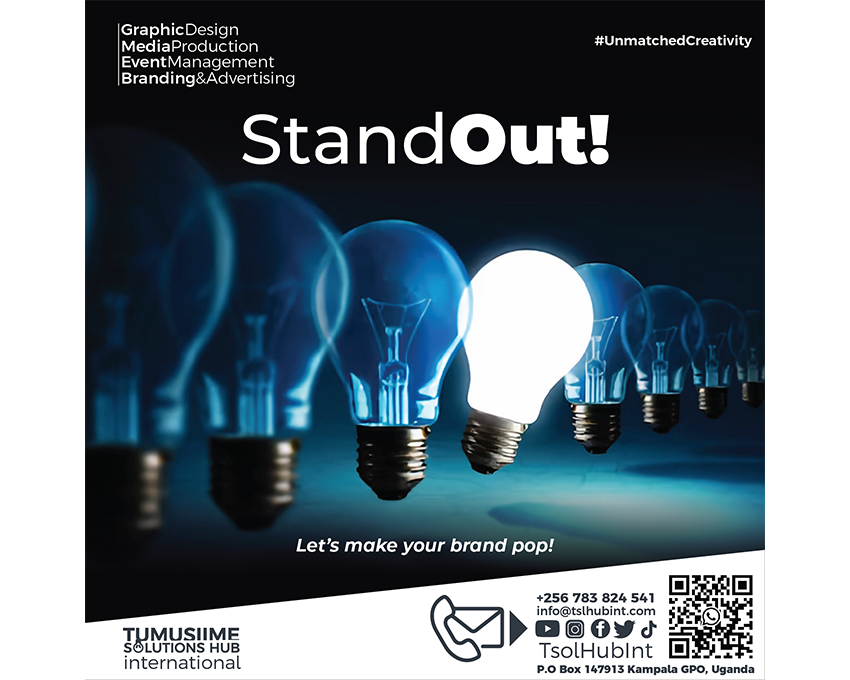 GraphicDesign
MediaProduction
EventManagement
Branding&Advertising
#UnmatchedCreativity
StandOut!
Let's make your brand pop!
TUMUSIIME
SOLUTIONS HUB
international
+256 783 824 541
info@tslhubint.com
TsolHubInt
P.O Box 147913 Kampala GPO, Uganda